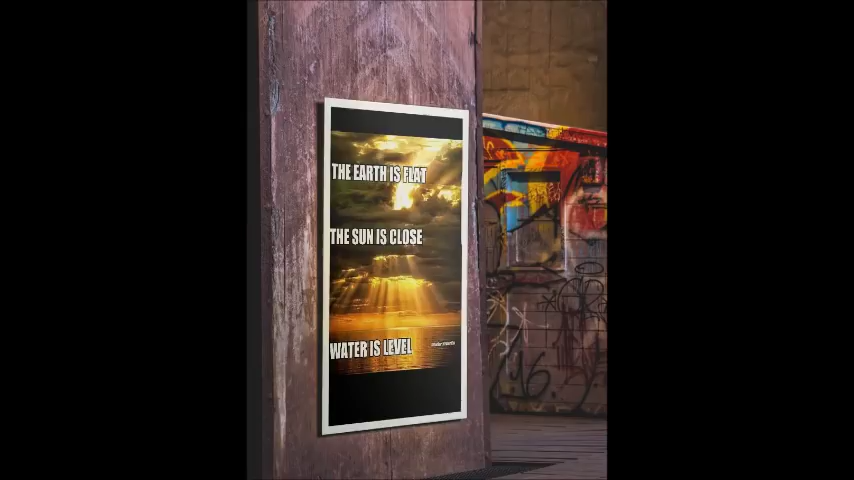 THE EARTH IS FLAT
THE SUN IS CLOSE
WATER IS LEVEL